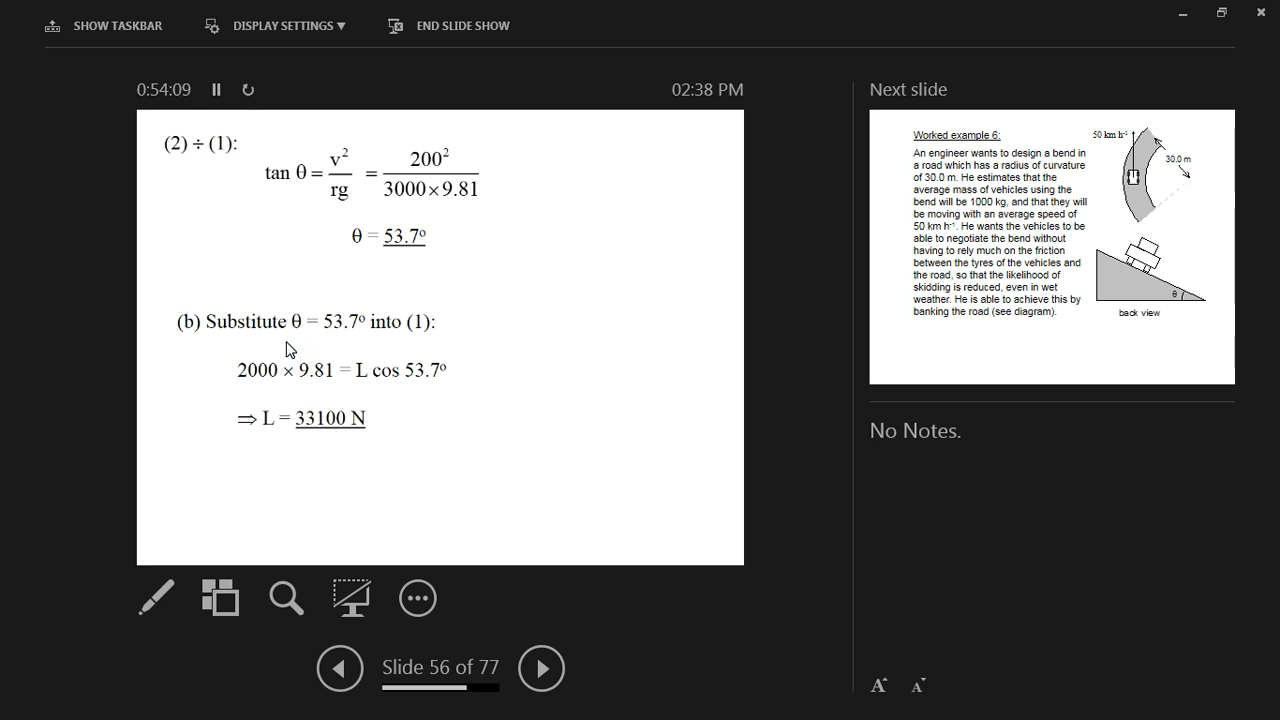 SHOW TASKBAR DISPLAY SETTINGS ▼ END SLIDE SHOW
0:54:09 02:38 PM
(2) ÷ (1):
tan θ = v²/rg = 200²/3000×9.81
θ = 53.7º
(b) Substitute θ = 53.7º into (1):
2000 × 9.81 = L cos 53.7º
⇒ L = 33100 N
Slide 56 of 77
Next slide
Worked example 6:
An engineer wants to design a bend in
a road which has a radius of curvature
of 30.0 m. He estimates that the
average mass of vehicles using the
bend will be 1000 kg, and that they will
be moving with an average speed of
50 km h⁻¹. He wants the vehicles to be
able to negotiate the bend without
having to rely much on the friction
between the tyres of the vehicles and
the road, so that the likelihood of
skidding is reduced, even in wet
weather. He is able to achieve this by
banking the road (see diagram).
50 km h⁻¹
30.0 m
θ
back view
No Notes.
A A